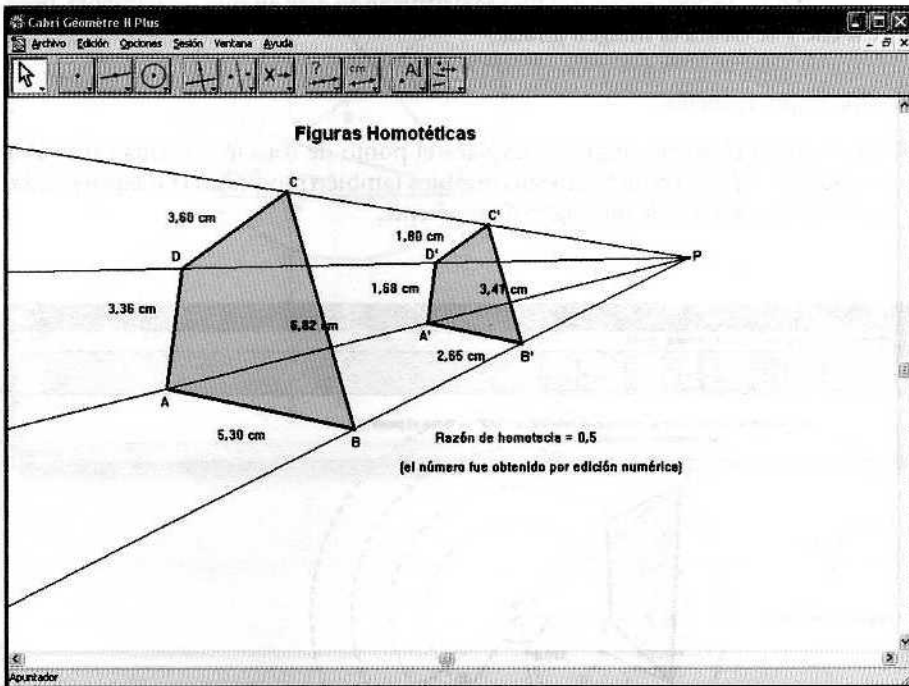 Cabri Géomètre II Plus
Archivo Edición Opciones Sesión Ventana Ayuda
? cm A
Figuras Homotéticas
C
3,60 cm
C'
1,80 cm
D
D'
P
3,36 cm
1,68 cm
3,41 cm
6,82 cm
A'
B'
2,65 cm
A
5,30 cm
B
Razón de homotecia = 0,5
(el número fue obtenido por edición numérica)
Apuntador